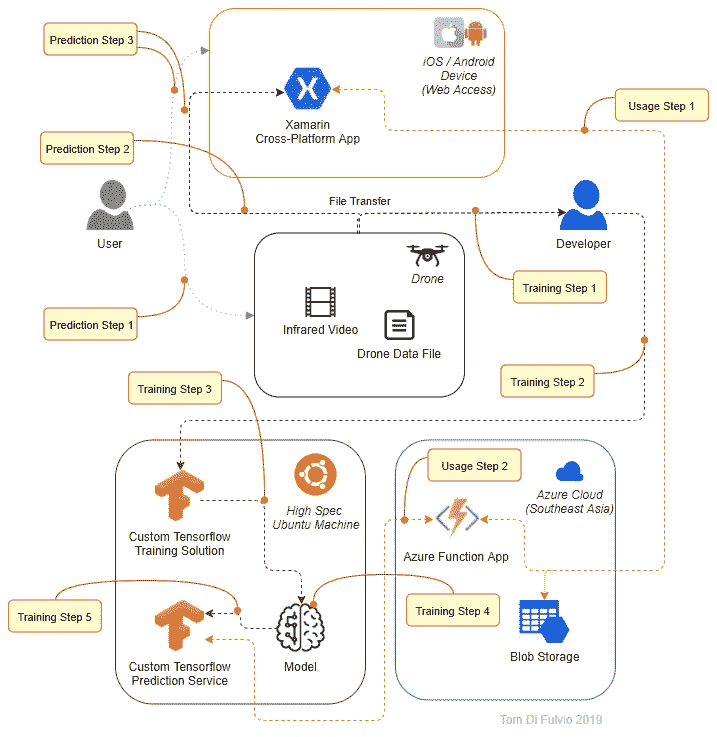 Prediction Step 3
iOS / Android
Device
(Web Access)
Usage Step 1
Xamarin
Cross-Platform App
Prediction Step 2
File Transfer
User
Developer
Drone
Training Step 1
Prediction Step 1
Infrared Video
Drone Data File
Training Step 3
Training Step 2
Usage Step 2
High Spec
Ubuntu Machine
Azure Cloud
(Southeast Asia)
Custom Tensorflow
Training Solution
Azure Function App
Training Step 5
Training Step 4
Custom Tensorflow
Prediction Service
Model
Blob Storage
Tom Di Fulvio 2019